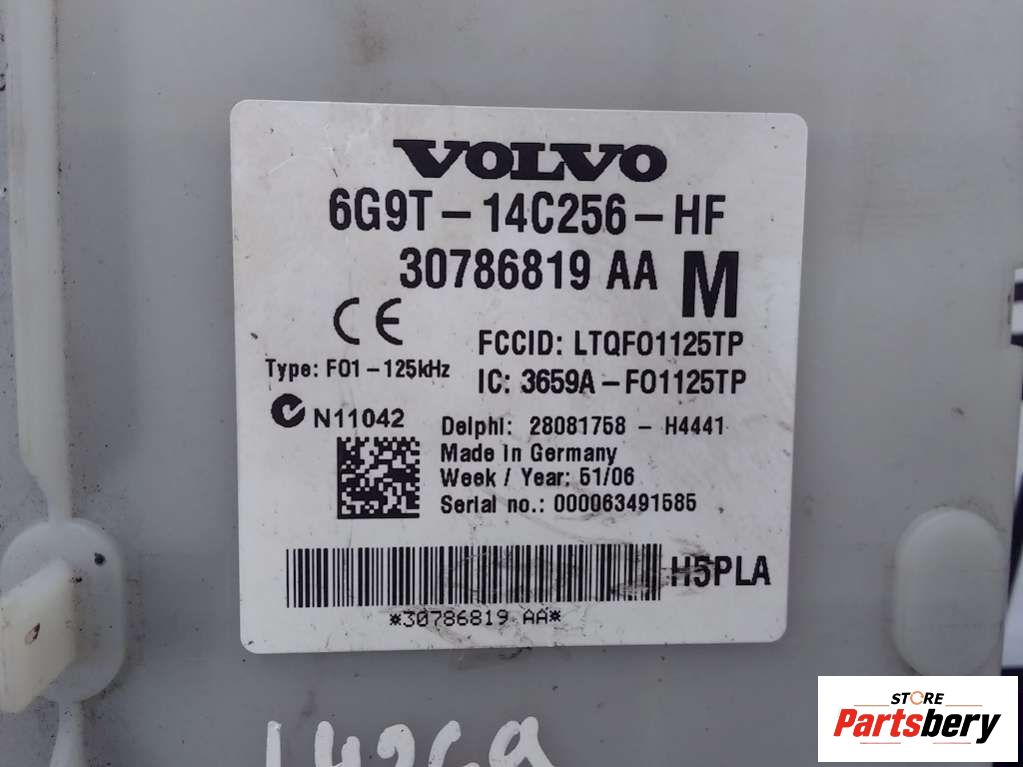 VOLVO
6G9T-14C256-HF
30786819 AA M
CE
FCCID: LTQFO1125TP
Type: FO1-125kHz
IC: 3659A-FO1125TP
N11042
Delphi: 28081758 - H4441
Made In Germany
Week / Year: 51/06
Serial no.: 000063491585
H5PLA
*30786819 AA*
STORE
Partsbery